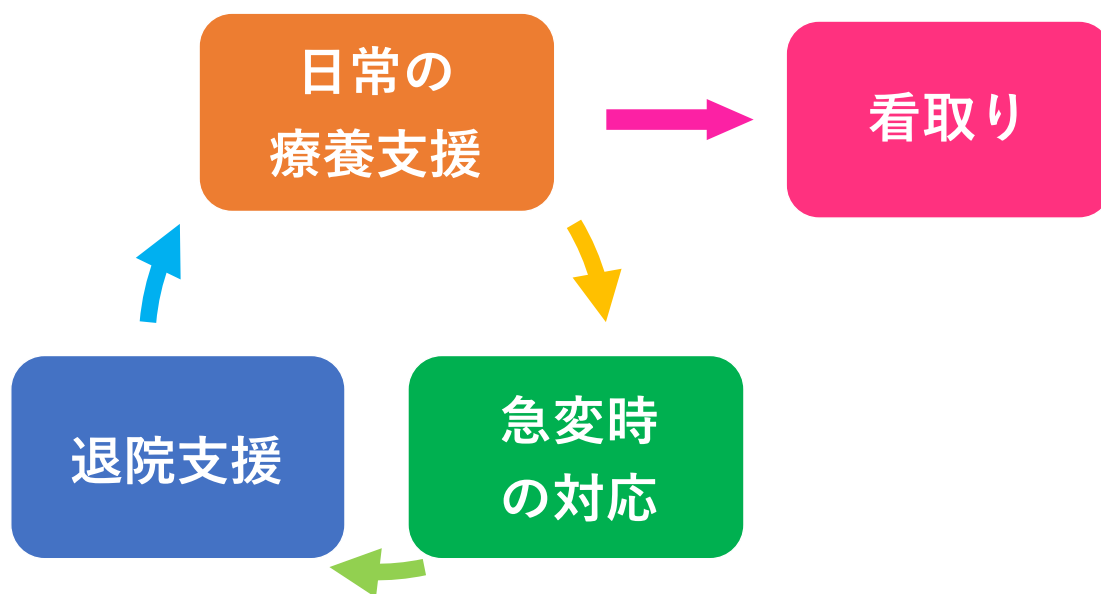 日常の
療養支援
看取り
退院支援
急変時
の対応